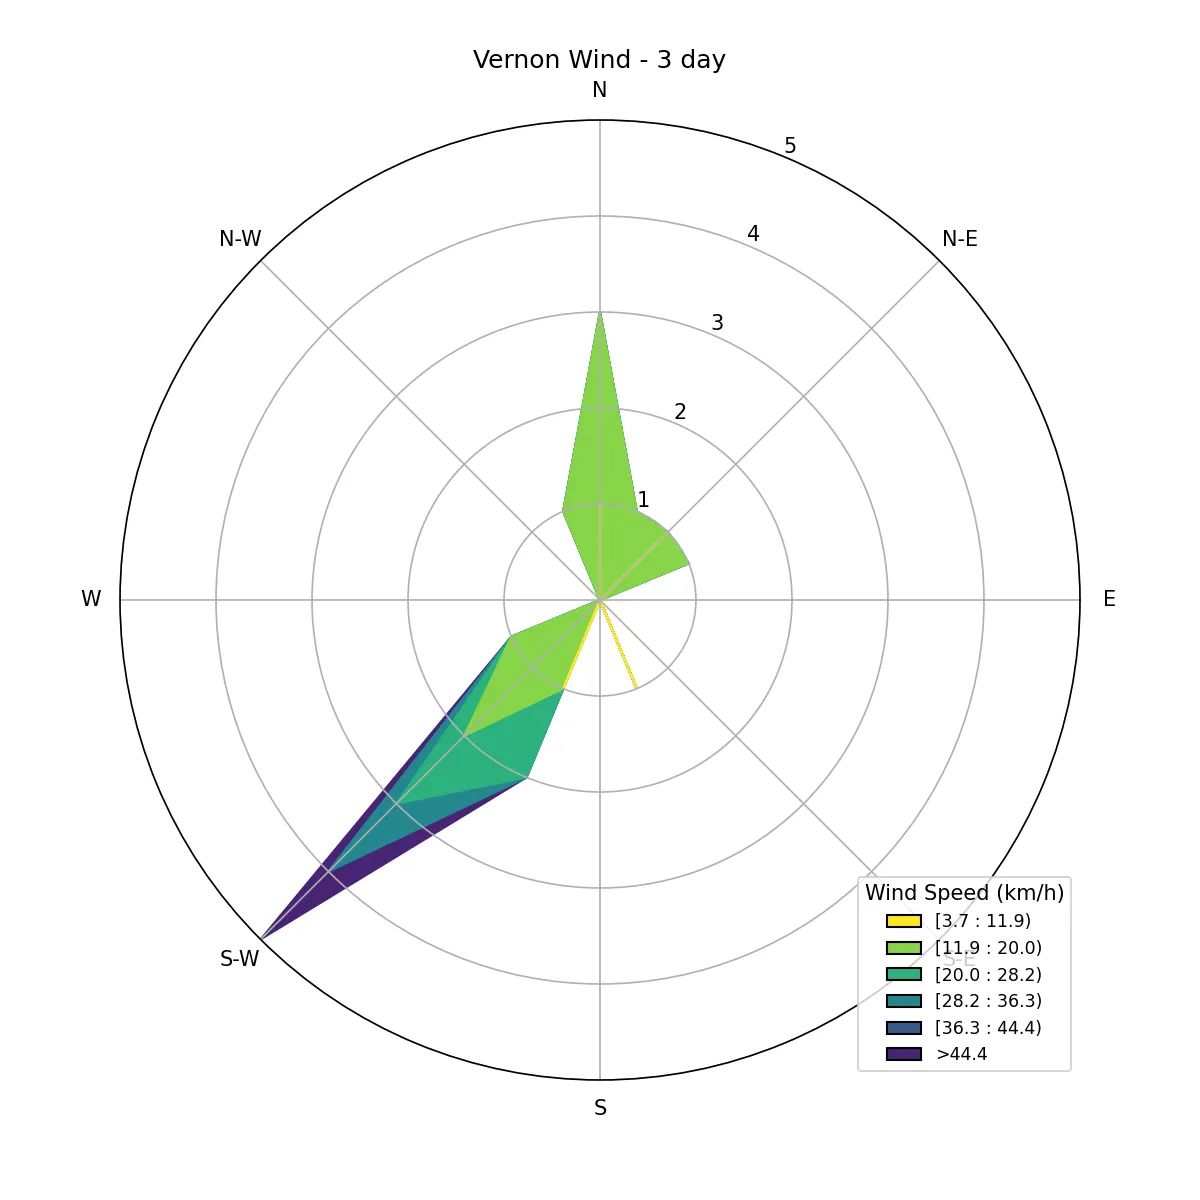 Vernon Wind - 3 day
N
5
N-W
4
N-E
3
2
1
W
E
S-W
S-E
S
Wind Speed (km/h)
[3.7 : 11.9)
[11.9 : 20.0)
[20.0 : 28.2)
[28.2 : 36.3)
[36.3 : 44.4)
>44.4